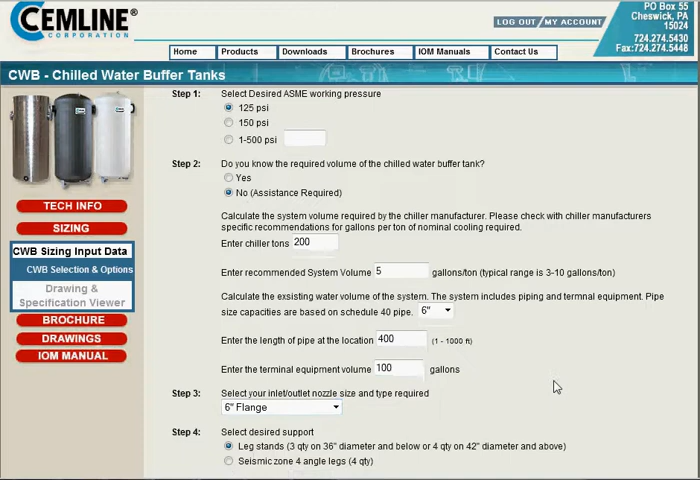 CEMLINE®
CORPORATION
LOG OUT / MY ACCOUNT
PO Box 55
Cheswick, PA
15024
724.274.5430
Fax:724.274.5448
Home
Products
Downloads
Brochures
IOM Manuals
Contact Us
CWB - Chilled Water Buffer Tanks
TECH INFO
SIZING
CWB Sizing Input Data
CWB Selection & Options
Drawing &
Specification Viewer
BROCHURE
DRAWINGS
IOM MANUAL
Step 1: Select Desired ASME working pressure
125 psi
150 psi
1-500 psi
Step 2: Do you know the required volume of the chilled water buffer tank?
Yes
No (Assistance Required)
Calculate the system volume required by the chiller manufacturer. Please check with chiller manufacturers
specific recommendations for gallons per ton of nominal cooling required.
Enter chiller tons 200
Enter recommended System Volume 5 gallons/ton (typical range is 3-10 gallons/ton)
Calculate the exsisting water volume of the system. The system includes piping and termnal equipment. Pipe
size capacities are based on schedule 40 pipe. 6"
Enter the length of pipe at the location 400 (1 - 1000 ft)
Enter the terminal equipment volume 100 gallons
Step 3: Select your inlet/outlet nozzle size and type required
6" Flange
Step 4: Select desired support
Leg stands (3 qty on 36" diameter and below or 4 qty on 42" diameter and above)
Seismic zone 4 angle legs (4 qty)